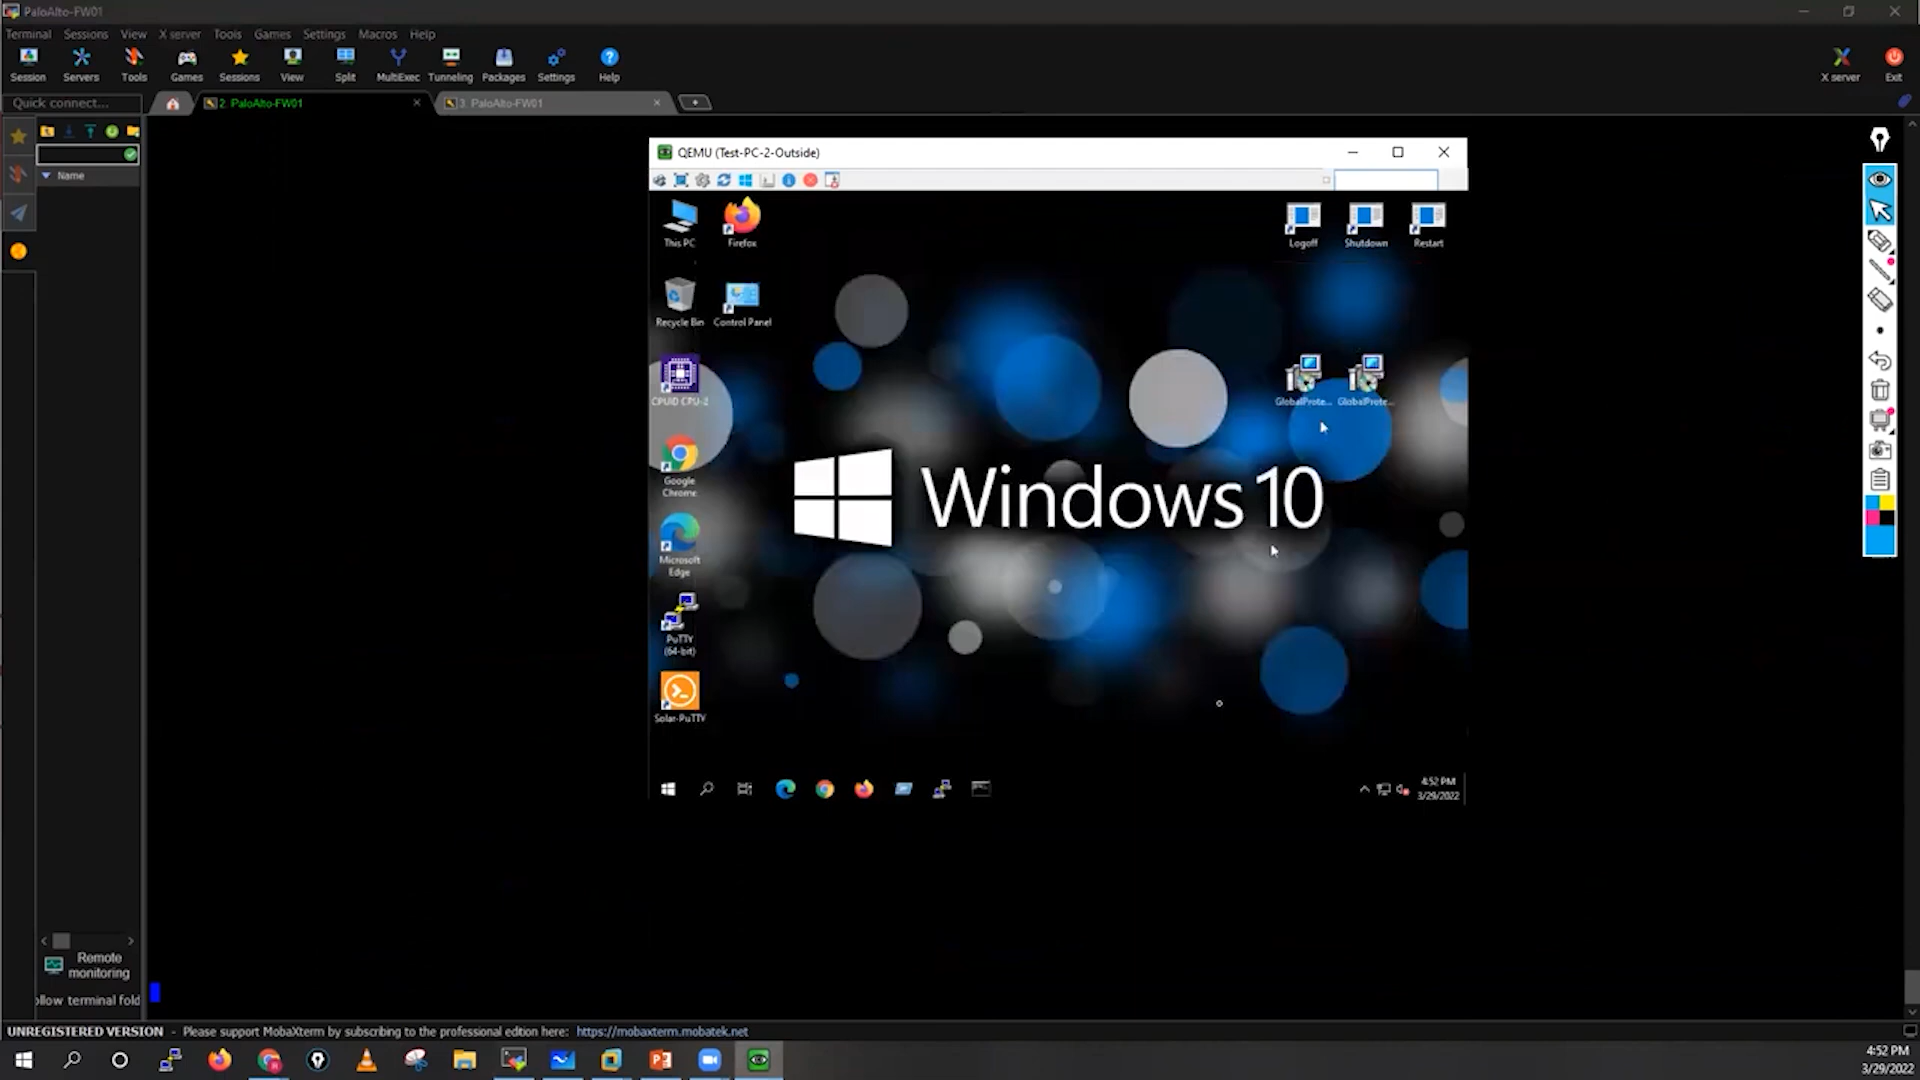 PaloAlto-FW01
Terminal Sessions View X server Tools Games Settings Macros Help
Session Servers Tools Games Sessions View Split MultiExec Tunneling Packages Settings Help X server Exit
Quick connect... 2. PaloAlto-FW01 3. PaloAlto-FW01
Name
QEMU (Test-PC-2-Outside)
This PC Firefox Logoff Shutdown Restart
Recycle Bin Control Panel
CPUID CPU-Z GlobalProte... GlobalProte...
Google
Chrome
Windows 10
Microsoft
Edge
PuTTY
(64-bit)
Solar-PuTTY
4:52 PM
3/29/2022
Remote
monitoring
ollow terminal fold
UNREGISTERED VERSION - Please support MobaXterm by subscribing to the professional edition here: https://mobaxterm.mobatek.net
4:52 PM
3/29/2022